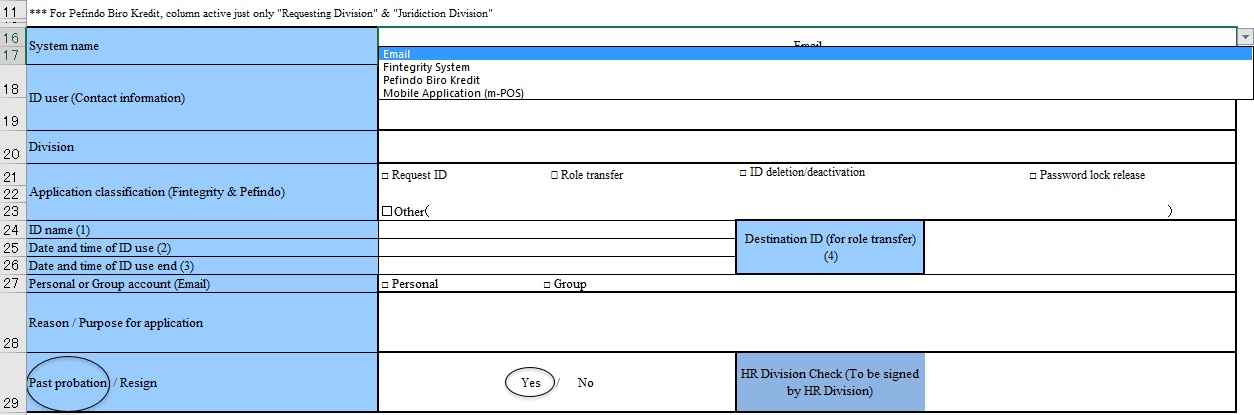 11 *** For Pefindo Biro Kredit, column active just only "Requesting Division" & "Juridiction Division"
16
17 System name Email
Email
Fintegrity System
Pefindo Biro Kredit
Mobile Application (m-POS)
18
ID user (Contact information)
19
20 Division
21 □ Request ID □ Role transfer □ ID deletion/deactivation □ Password lock release
22 Application classification (Fintegrity & Pefindo)
23 □Other( )
24 ID name (1)
25 Date and time of ID use (2)
26 Date and time of ID use end (3)
Destination ID (for role transfer)
(4)
27 Personal or Group account (Email) □ Personal □ Group
28 Reason / Purpose for application
29 Past probation / Resign Yes / No
HR Division Check (To be signed
by HR Division)